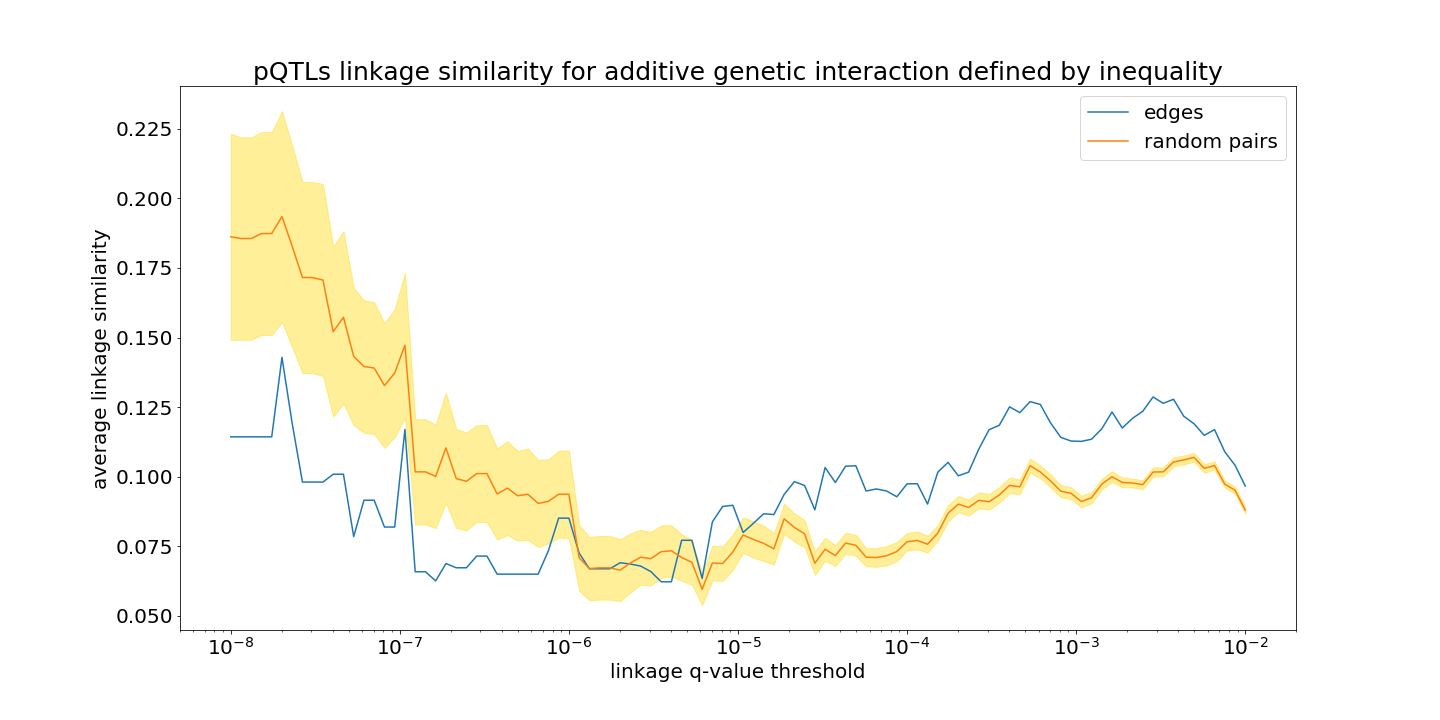 pQTLs linkage similarity for additive genetic interaction defined by inequality
edges
random pairs
average linkage similarity
0.225
0.200
0.175
0.150
0.125
0.100
0.075
0.050
10⁻⁸ 10⁻⁷ 10⁻⁶ 10⁻⁵ 10⁻⁴ 10⁻³ 10⁻²
linkage q-value threshold